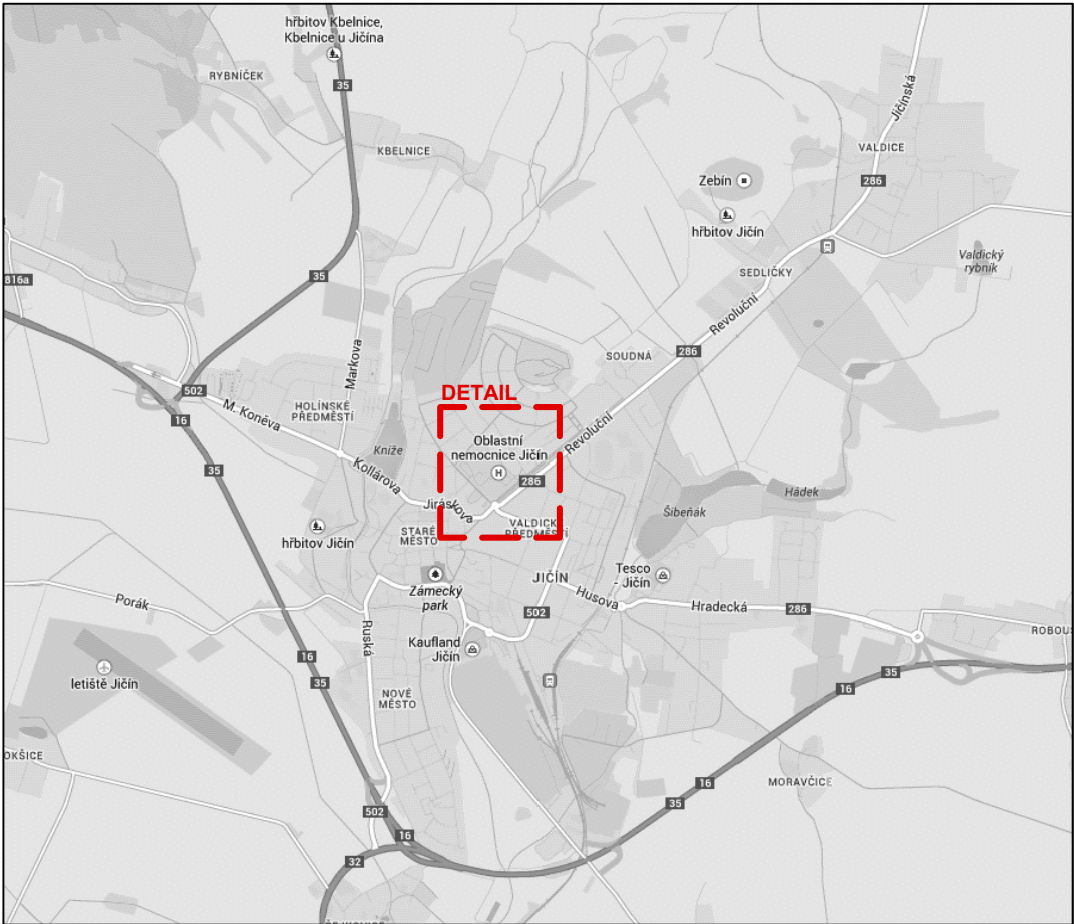 hřbitov Kbelnice,
Kbelnice u Jičína
RYBNÍČEK
35
Jičínská
KBELNICE
VALDICE
Zebín
286
hřbitov Jičín
816a
35
SEDLIČKY
Valdický
rybník
Revoluční
Markova
SOUDNÁ
286
502
DETAIL
M. Koněva
HOLÍNSKÉ
PŘEDMĚSTÍ
16
Revoluční
Oblastní
nemocnice Jičín
H
Kníže
35
Kollárova
286
Hádek
Jiráskova
Šibeňák
VALDICKÉ
PŘEDMĚSTÍ
STARÉ
MĚSTO
hřbitov Jičín
Zámecký
park
JIČÍN
Tesco
- Jičín
Husova
Porák
502
Hradecká
286
Ruská
Kaufland
Jičín
ROBOUS
16
35
letiště Jičín
35
16
NOVÉ
MĚSTO
OKŠICE
16
35
MORAVČICE
502
16
32